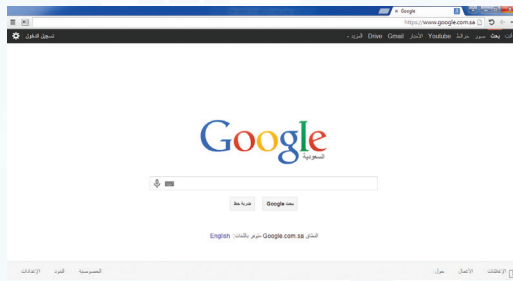 Google
https://www.google.com.sa
بحث صور Youtube الأخبار Gmail Drive المزيد
تسجيل الدخول
Google
السعودية
بحث Google ضربة حظ
Google.com.sa متوفر باللغات: English
الإعلانات الأعمال حول
الخصوصية البنود الإعدادات